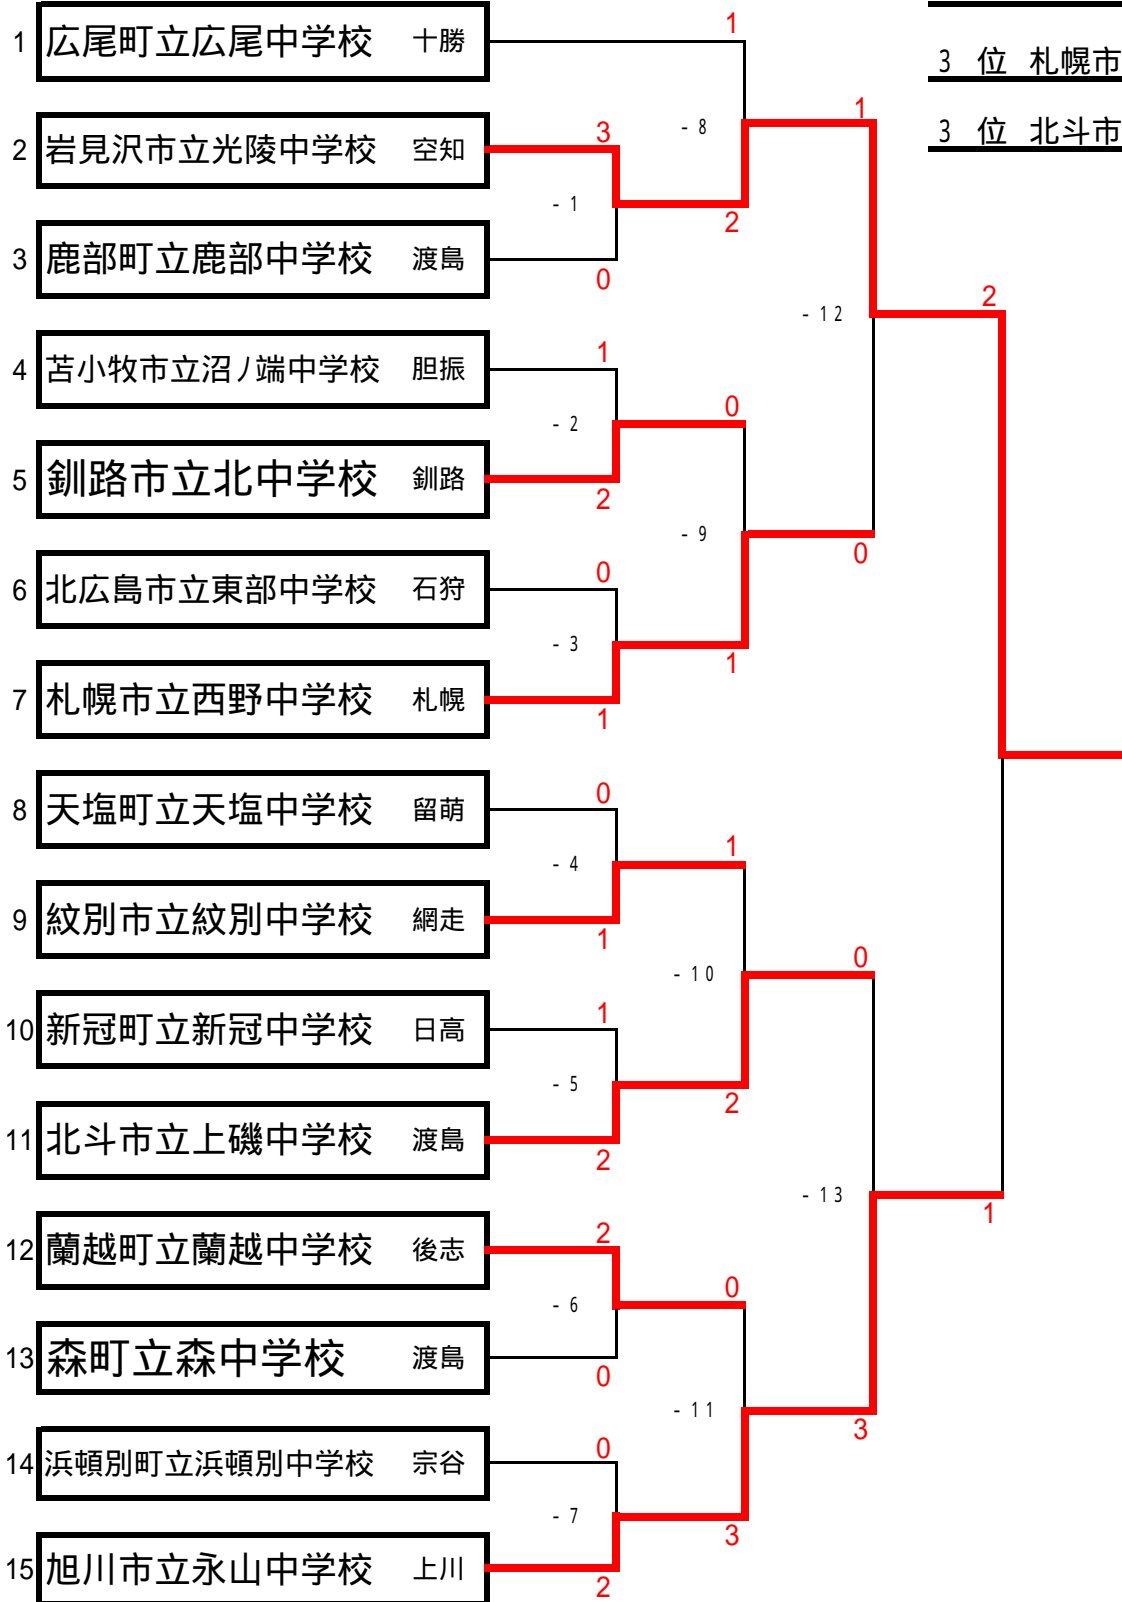 1 広尾町立広尾中学校 十勝
2 岩見沢市立光陵中学校 空知
3 鹿部町立鹿部中学校 渡島
4 苫小牧市立沼ノ端中学校 胆振
5 釧路市立北中学校 釧路
6 北広島市立東部中学校 石狩
7 札幌市立西野中学校 札幌
8 天塩町立天塩中学校 留萌
9 紋別市立紋別中学校 網走
10 新冠町立新冠中学校 日高
11 北斗市立上磯中学校 渡島
12 蘭越町立蘭越中学校 後志
13 森町立森中学校 渡島
14 浜頓別町立浜頓別中学校 宗谷
15 旭川市立永山中学校 上川
3
-1
0
1
-2
2
0
-3
1
0
-4
1
1
-5
2
2
-6
0
0
-7
2
1
-8
2
0
-9
1
1
-10
2
0
-11
3
1
-12
0
0
-13
3
2
1
3 位 札幌市
3 位 北斗市